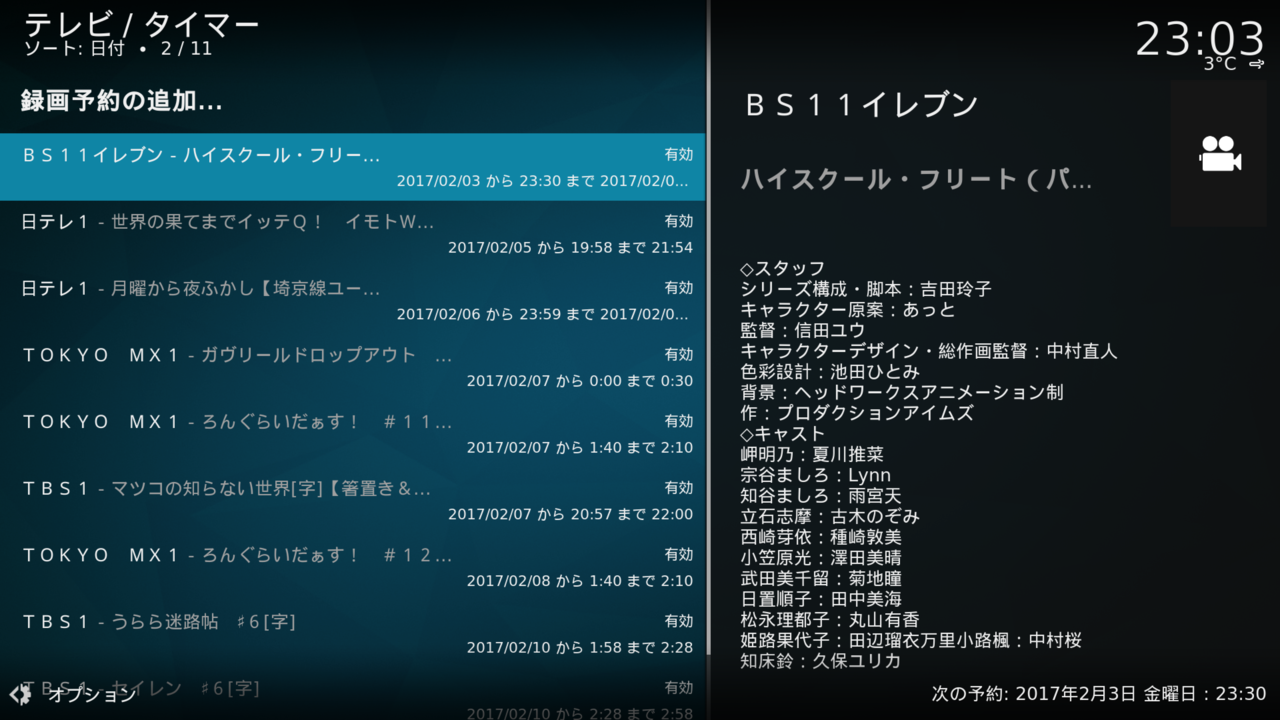 テレビ / タイマー
ソート: 日付 • 2 / 11
録画予約の追加...
ＢＳ１１イレブン - ハイスクール・フリー...
有効
2017/02/03 から 23:30 まで 2017/02/0...
日テレ１ - 世界の果てまでイッテＱ！　イモトＷ...
有効
2017/02/05 から 19:58 まで 21:54
日テレ１ - 月曜から夜ふかし【埼京線ユー...
有効
2017/02/06 から 23:59 まで 2017/02/0...
ＴＯＫＹＯ　ＭＸ１ - ガヴリールドロップアウト　...
有効
2017/02/07 から 0:00 まで 0:30
ＴＯＫＹＯ　ＭＸ１ - ろんぐらいだぁす！　＃１１...
有効
2017/02/07 から 1:40 まで 2:10
ＴＢＳ１ - マツコの知らない世界[字]【箸置き＆...
有効
2017/02/07 から 20:57 まで 22:00
ＴＯＫＹＯ　ＭＸ１ - ろんぐらいだぁす！　＃１２...
有効
2017/02/08 から 1:40 まで 2:10
ＴＢＳ１ - うらら迷路帖　♯６[字]
有効
2017/02/10 から 1:58 まで 2:28
ＴＢＳ１ - セイレン　♯６[字]
有効
2017/02/10 から 2:28 まで 2:58
オプション
23:03
3°C
ＢＳ１１イレブン
ハイスクール・フリート（パ...
◇スタッフ
シリーズ構成・脚本：吉田玲子
キャラクター原案：あっと
監督：信田ユウ
キャラクターデザイン・総作画監督：中村直人
色彩設計：池田ひとみ
背景：ヘッドワークスアニメーション制
作：プロダクションアイムズ
◇キャスト
岬明乃：夏川推菜
宗谷ましろ：Lynn
知谷ましろ：雨宮天
立石志摩：古木のぞみ
西崎芽依：種崎敦美
小笠原光：澤田美晴
武田美千留：菊地瞳
日置順子：田中美海
松永理都子：丸山有香
姫路果代子：田辺瑠衣万里小路楓：中村桜
知床鈴：久保ユリカ
次の予約: 2017年2月3日 金曜日：23:30